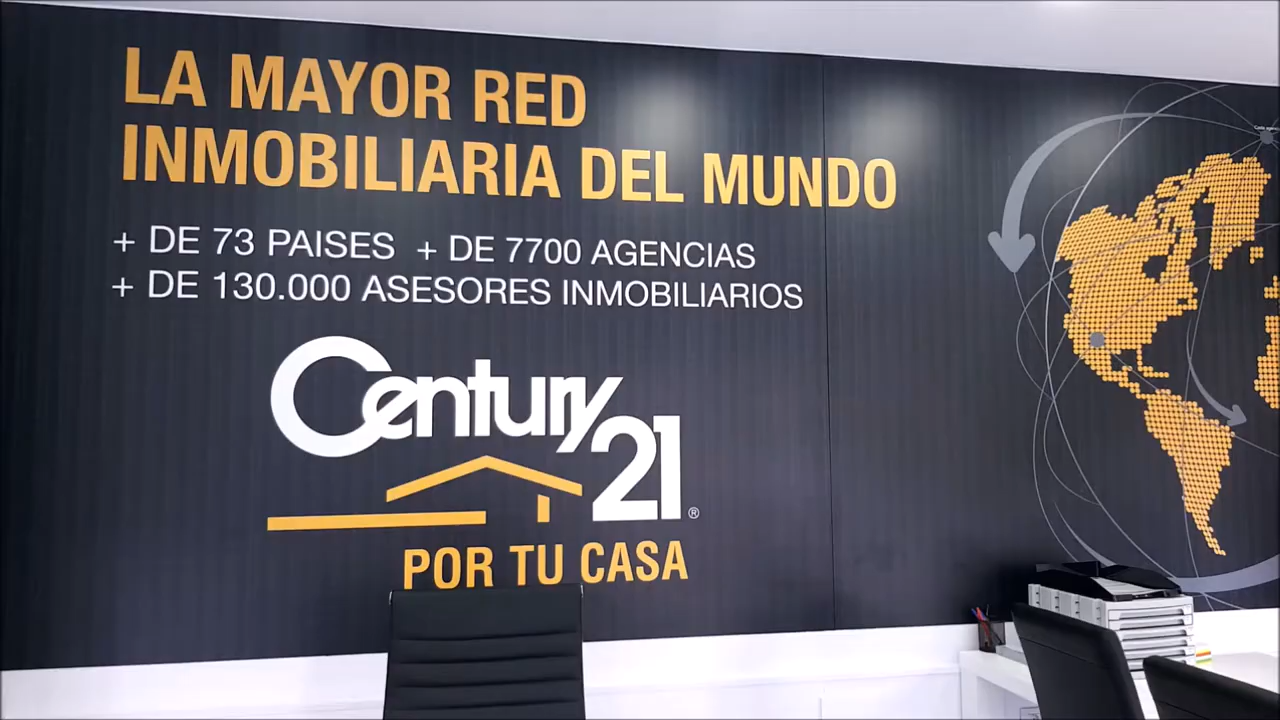 LA MAYOR RED
INMOBILIARIA DEL MUNDO
+ DE 73 PAISES + DE 7700 AGENCIAS
+ DE 130.000 ASESORES INMOBILIARIOS
Century
21®
POR TU CASA